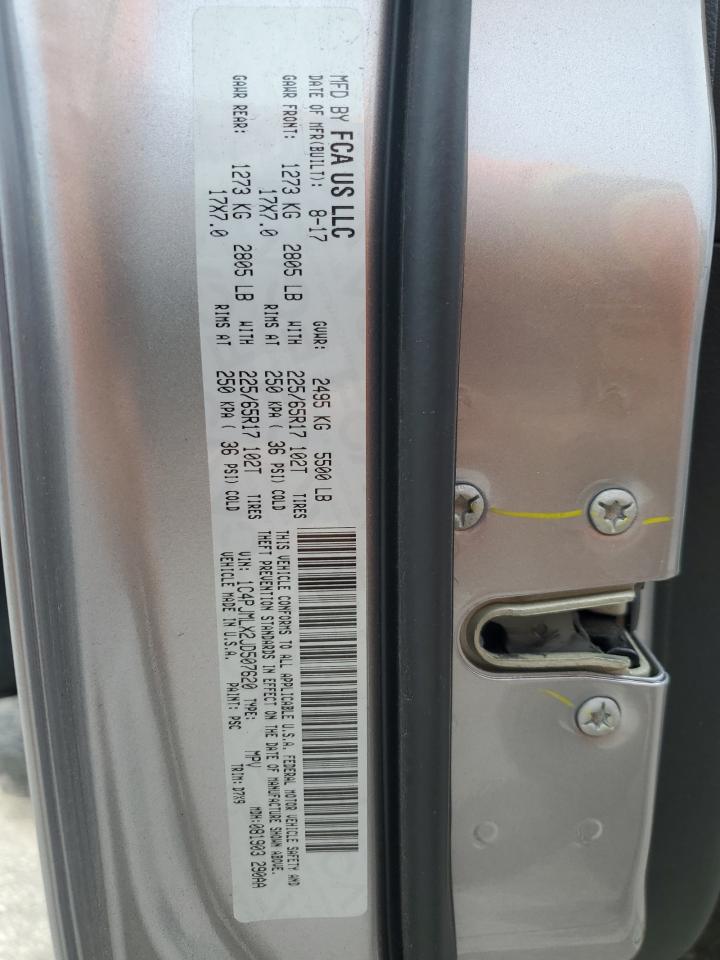 MFD BY FCA US LLC
DATE OF MFR(BUILT): 8-17 GVWR: 2495 KG 5500 LB
GAWR FRONT: 1273 KG 2805 LB WITH 225/65R17 102T TIRES
17X7.0 RIMS AT 250 KPA ( 36 PSI) COLD
GAWR REAR: 1273 KG 2805 LB WITH 225/65R17 102T TIRES
17X7.0 RIMS AT 250 KPA ( 36 PSI) COLD
THIS VEHICLE CONFORMS TO ALL APPLICABLE U.S.A. FEDERAL MOTOR VEHICLE SAFETY AND
THEFT PREVENTION STANDARDS IN EFFECT ON THE DATE OF MANUFACTURE SHOWN ABOVE.
VIN: 1C4PJMLX2JD507620 TYPE: MPV MDH:081903 290AA
VEHICLE MADE IN U.S.A. PAINT: PSC TRIM: D7X9